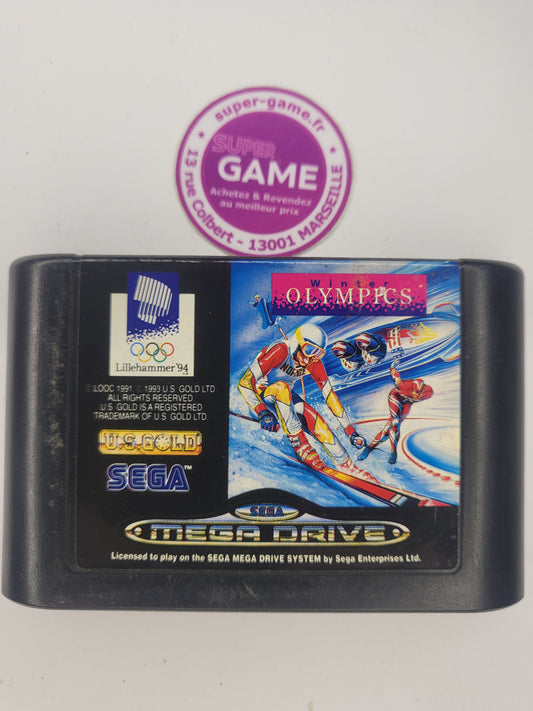 super-game.fr
SUPER
GAME
Achetez & Revendez
au meilleur prix
13 rue Colbert - 13001 MARSEILLE
Winter
OLYMPICS
Lillehammer '94
©LOOC 1991. © 1993 U.S. GOLD LTD
ALL RIGHTS RESERVED
U.S. GOLD IS A REGISTERED
TRADEMARK OF U.S. GOLD LTD.
U.S. GOLD
SEGA™
SEGA
MEGA DRIVE
Licensed to play on the SEGA MEGA DRIVE SYSTEM by Sega Enterprises Ltd.